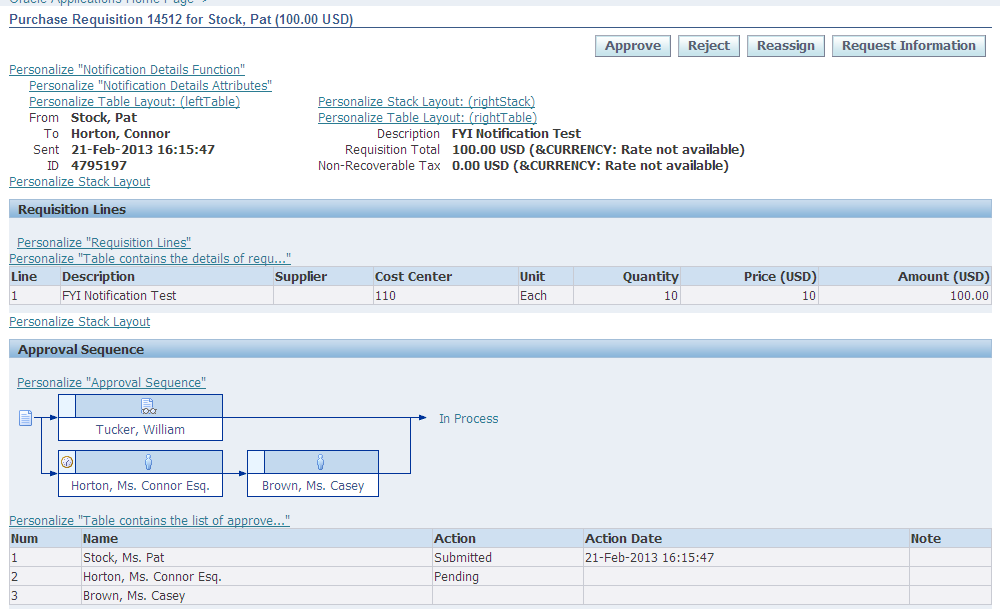 Oracle Applications Home Page >
Purchase Requisition 14512 for Stock, Pat (100.00 USD)
Approve Reject Reassign Request Information
Personalize "Notification Details Function"
Personalize "Notification Details Attributes"
Personalize Table Layout: (leftTable)
From Stock, Pat
To Horton, Connor
Sent 21-Feb-2013 16:15:47
ID 4795197
Personalize Stack Layout: (rightStack)
Personalize Table Layout: (rightTable)
Description FYI Notification Test
Requisition Total 100.00 USD (&CURRENCY: Rate not available)
Non-Recoverable Tax 0.00 USD (&CURRENCY: Rate not available)
Personalize Stack Layout
Requisition Lines
Personalize "Requisition Lines"
Personalize "Table contains the details of requ..."
Line Description Supplier Cost Center Unit Quantity Price (USD) Amount (USD)
1 FYI Notification Test 110 Each 10 10 100.00
Personalize Stack Layout
Approval Sequence
Personalize "Approval Sequence"
Tucker, William
In Process
Horton, Ms. Connor Esq.
Brown, Ms. Casey
Personalize "Table contains the list of approve..."
Num Name Action Action Date Note
1 Stock, Ms. Pat Submitted 21-Feb-2013 16:15:47
2 Horton, Ms. Connor Esq. Pending
3 Brown, Ms. Casey